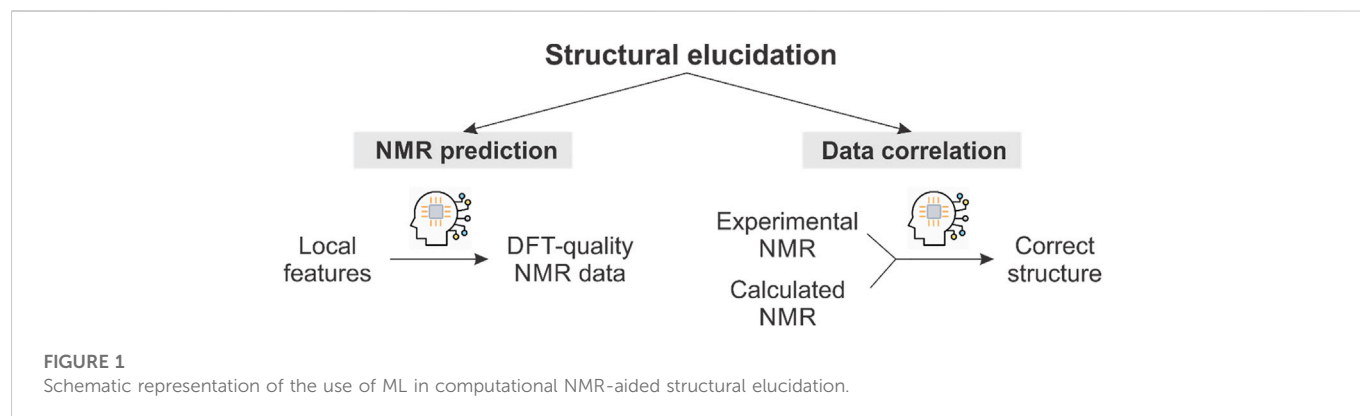 Structural elucidation
NMR prediction
Data correlation
Local
features
DFT-quality
NMR data
Experimental
NMR
Calculated
NMR
Correct
structure
FIGURE 1
Schematic representation of the use of ML in computational NMR-aided structural elucidation.